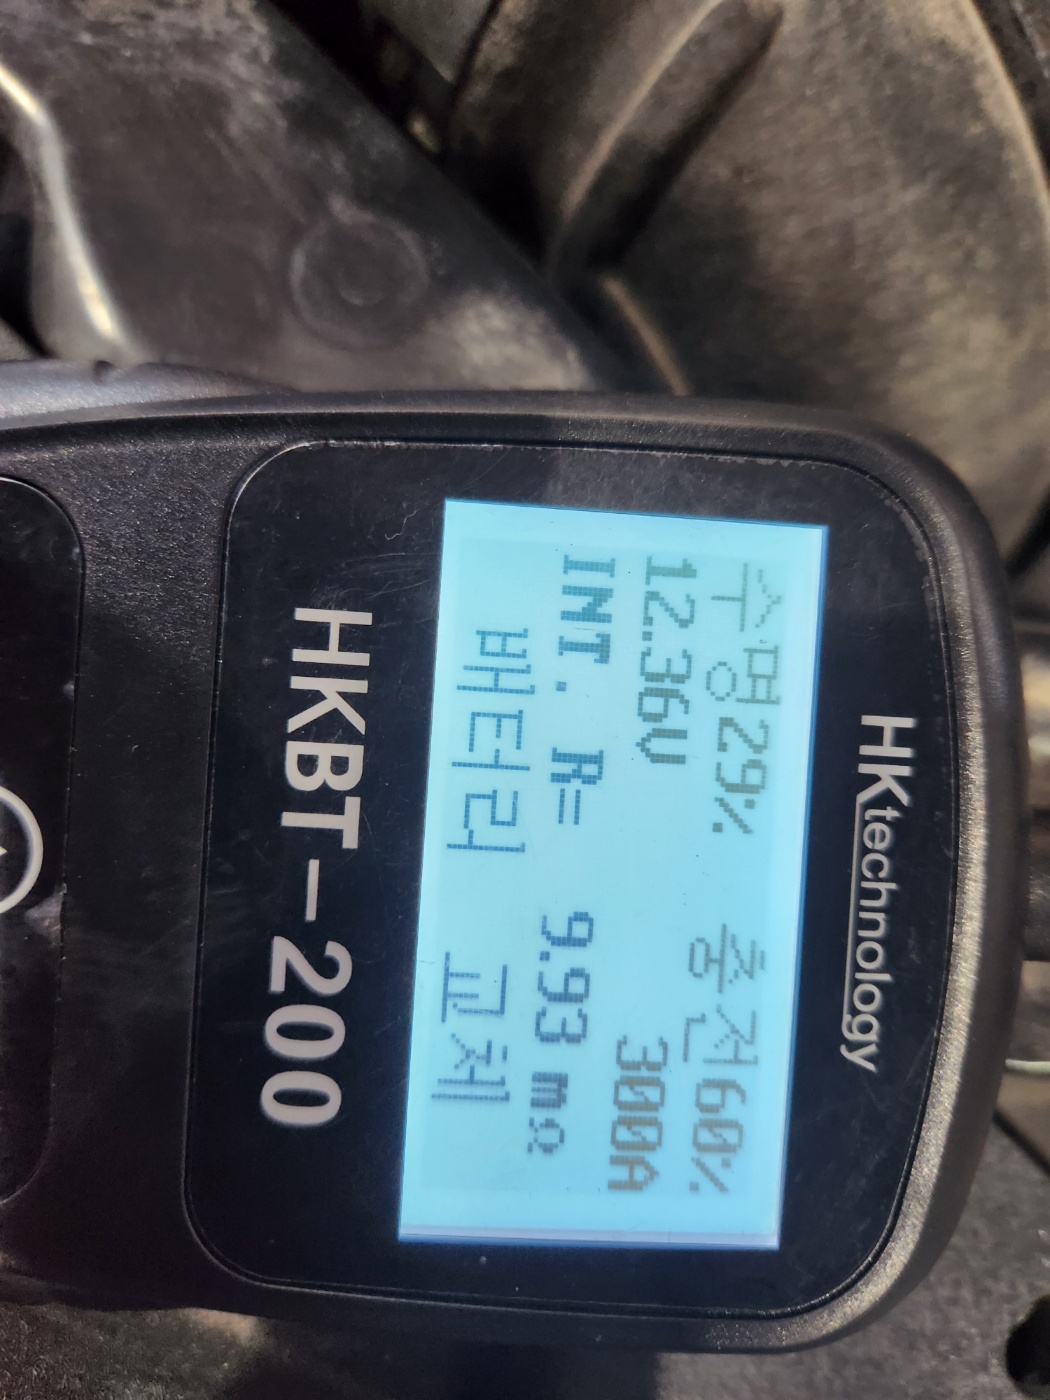 HKtechnology
수명29% 충전60%
12.36V 300A
INT. R= 9.93 mΩ
배터리 교체
HKBT-200